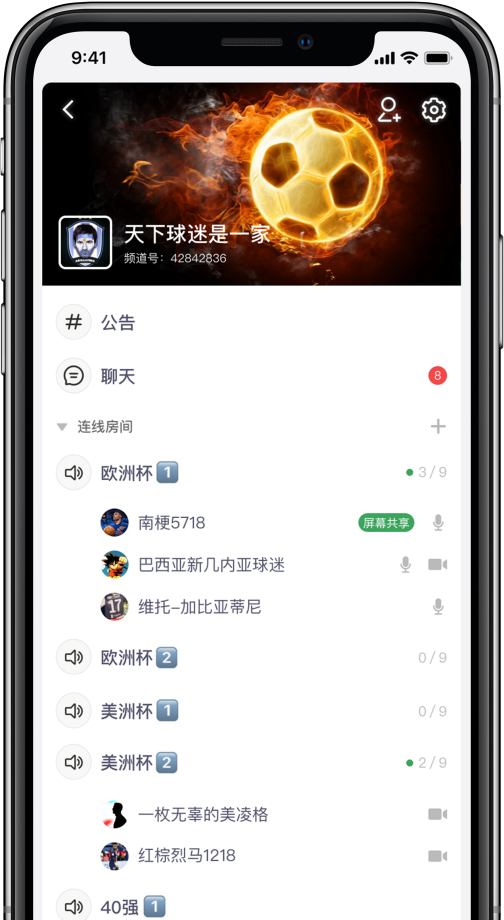 9:41
天下球迷是一家
频道号：42842836
公告
聊天 8
连线房间
欧洲杯 1 3/9
南梗5718 屏幕共享
巴西亚新几内亚球迷
17
维托-加比亚蒂尼
欧洲杯 2 0/9
美洲杯 1 0/9
美洲杯 2 2/9
一枚无辜的美凌格
红棕烈马1218
40强 1